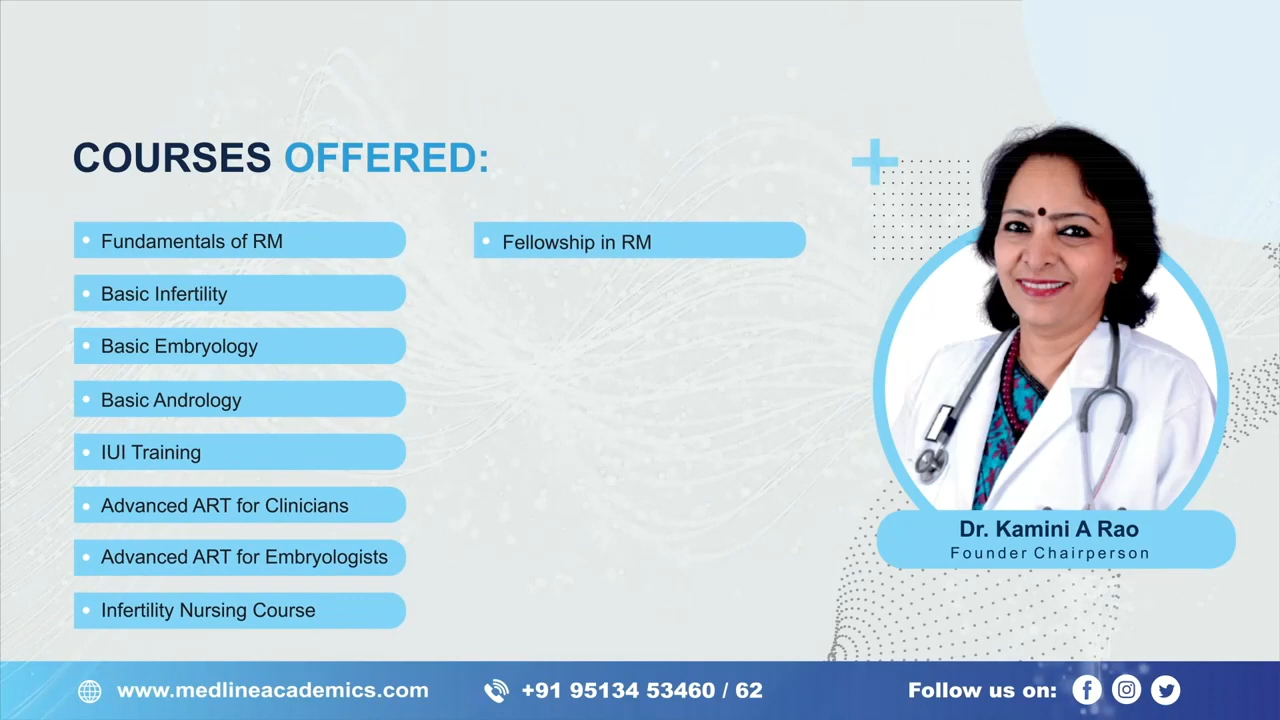 COURSES OFFERED:
Fundamentals of RM
Basic Infertility
Basic Embryology
Basic Andrology
IUI Training
Advanced ART for Clinicians
Advanced ART for Embryologists
Infertility Nursing Course
Fellowship in RM
Dr. Kamini A Rao
Founder Chairperson
www.medlineacademics.com
+91 95134 53460 / 62
Follow us on: